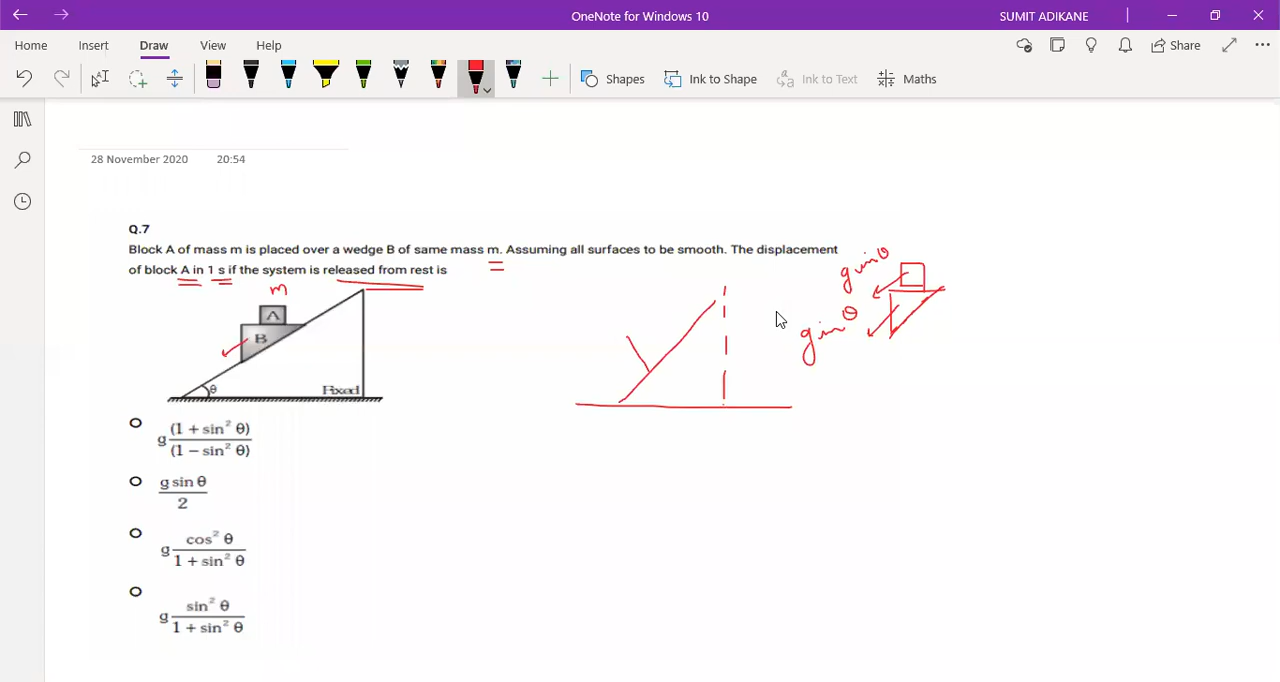 OneNote for Windows 10
SUMIT ADIKANE
Home Insert Draw View Help
Share
Shapes Ink to Shape Ink to Text Maths
28 November 2020 20:54
Q.7
Block A of mass m is placed over a wedge B of same mass m. Assuming all surfaces to be smooth. The displacement
of block A in 1 s if the system is released from rest is
m
A
B
θ
Fixed
g sinθ
g sinθ
g (1 + sin² θ) / (1 − sin² θ)
g sin θ / 2
g cos² θ / 1 + sin² θ
g sin² θ / 1 + sin² θ